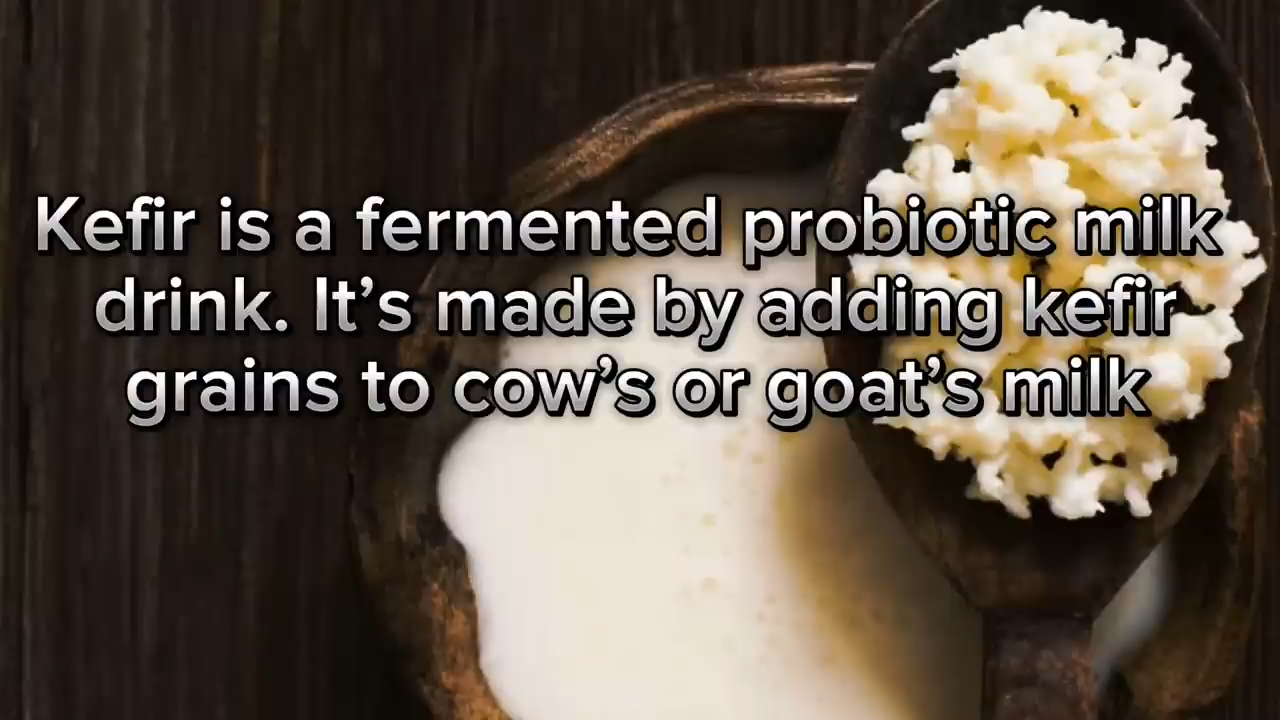 Kefir is a fermented probiotic milk
drink. It’s made by adding kefir
grains to cow’s or goat’s milk